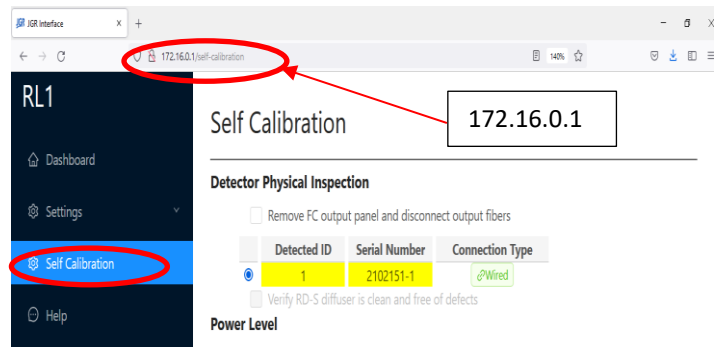 JGR Interface
172.16.0.1/self-calibration
140%
RL1
172.16.0.1
Self Calibration
Dashboard
Detector Physical Inspection
Settings
Remove FC output panel and disconnect output fibers
Detected ID Serial Number Connection Type
Self Calibration
1 2102151-1 Wired
Verify RD-S diffuser is clean and free of defects
Help
Power Level